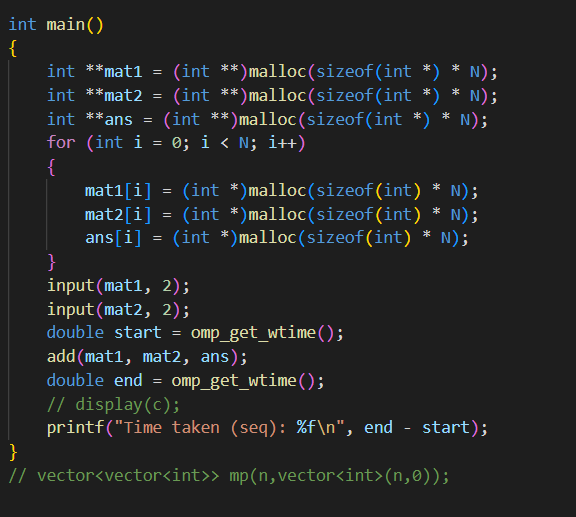 int main()
{
    int **mat1 = (int **)malloc(sizeof(int *) * N);
    int **mat2 = (int **)malloc(sizeof(int *) * N);
    int **ans = (int **)malloc(sizeof(int *) * N);
    for (int i = 0; i < N; i++)
    {
        mat1[i] = (int *)malloc(sizeof(int) * N);
        mat2[i] = (int *)malloc(sizeof(int) * N);
        ans[i] = (int *)malloc(sizeof(int) * N);
    }
    input(mat1, 2);
    input(mat2, 2);
    double start = omp_get_wtime();
    add(mat1, mat2, ans);
    double end = omp_get_wtime();
    // display(c);
    printf("Time taken (seq): %f\n", end - start);
}
// vector<vector<int>> mp(n,vector<int>(n,0));